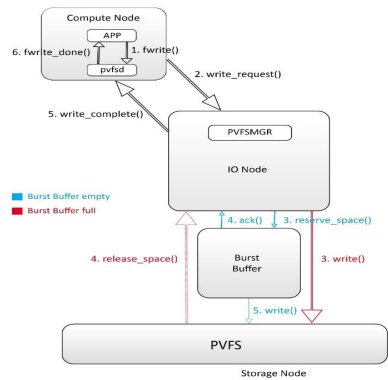 Compute Node
APP
6. fwrite_done()
1. fwrite()
pvfsd
2. write_request()
5. write_complete()
PVFSMGR
IO Node
Burst Buffer empty
Burst Buffer full
4. ack()
3. reserve_space()
4. release_space()
Burst
Buffer
3. write()
5. write()
PVFS
Storage Node